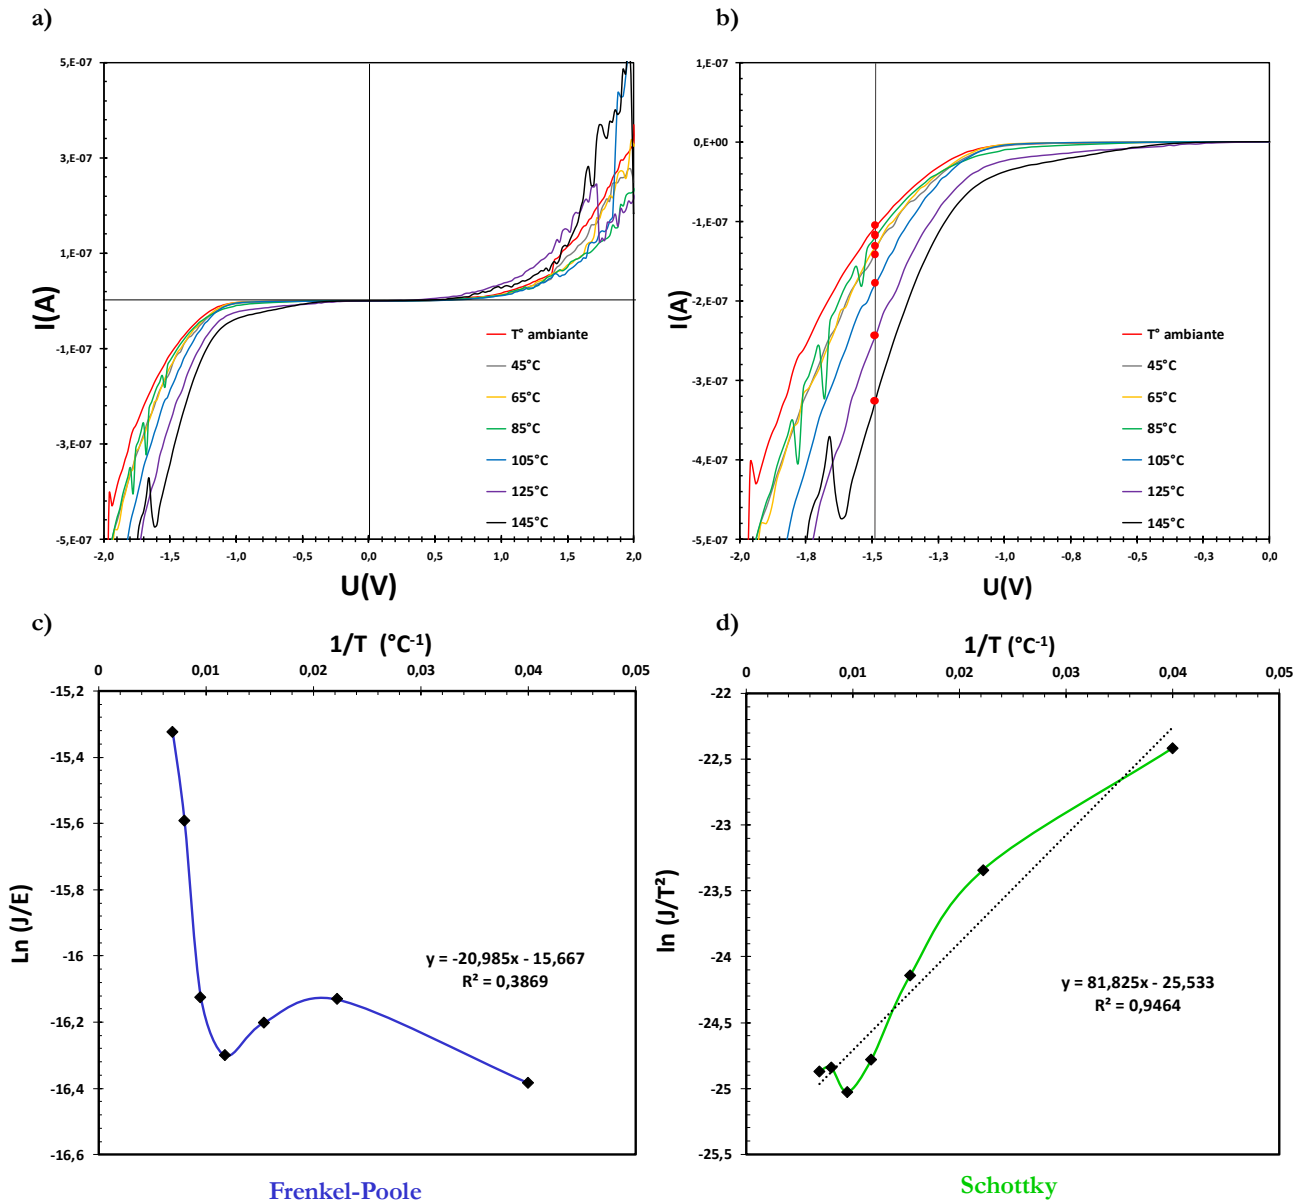 a)
5,E-07
3,E-07
1,E-07
-1,E-07
-3,E-07
-5,E-07
-2,0 -1,5 -1,0 -0,5 0,0 0,5 1,0 1,5 2,0
I(A)
U(V)
T° ambiante
45°C
65°C
85°C
105°C
125°C
145°C
b)
1,E-07
0,E+00
-1,E-07
-2,E-07
-3,E-07
-4,E-07
-5,E-07
-2,0 -1,8 -1,5 -1,3 -1,0 -0,8 -0,5 -0,3 0,0
I(A)
U(V)
T° ambiante
45°C
65°C
85°C
105°C
125°C
145°C
c)
1/T (°C⁻¹)
0 0,01 0,02 0,03 0,04 0,05
-15,2
-15,4
-15,6
-15,8
-16
-16,2
-16,4
-16,6
Ln (J/E)
y = -20,985x - 15,667
R² = 0,3869
Frenkel-Poole
d)
1/T (°C⁻¹)
0 0,01 0,02 0,03 0,04 0,05
-22
-22,5
-23
-23,5
-24
-24,5
-25
-25,5
ln (J/T²)
y = 81,825x - 25,533
R² = 0,9464
Schottky